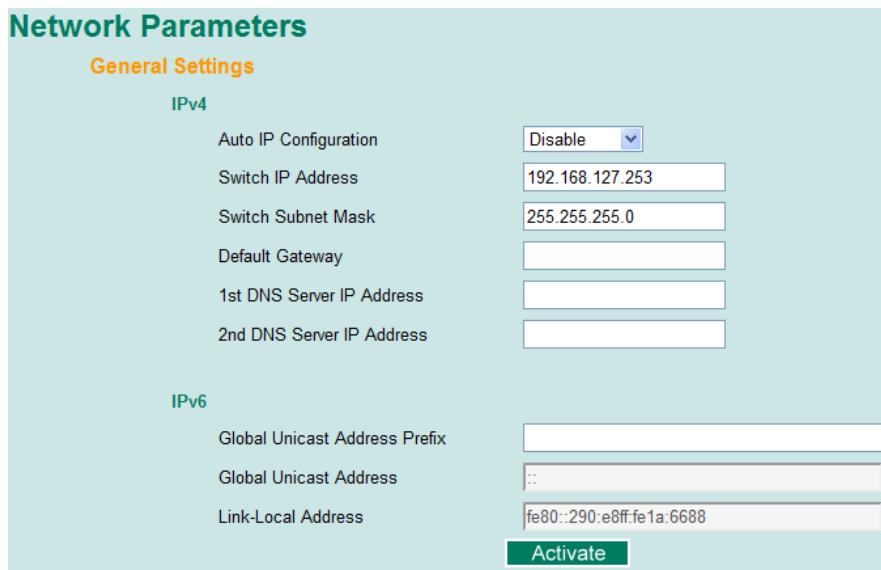 Network Parameters
General Settings
IPv4
Auto IP Configuration Disable
Switch IP Address 192.168.127.253
Switch Subnet Mask 255.255.255.0
Default Gateway
1st DNS Server IP Address
2nd DNS Server IP Address
IPv6
Global Unicast Address Prefix
Global Unicast Address ::
Link-Local Address fe80::290:e8ff:fe1a:6688
Activate